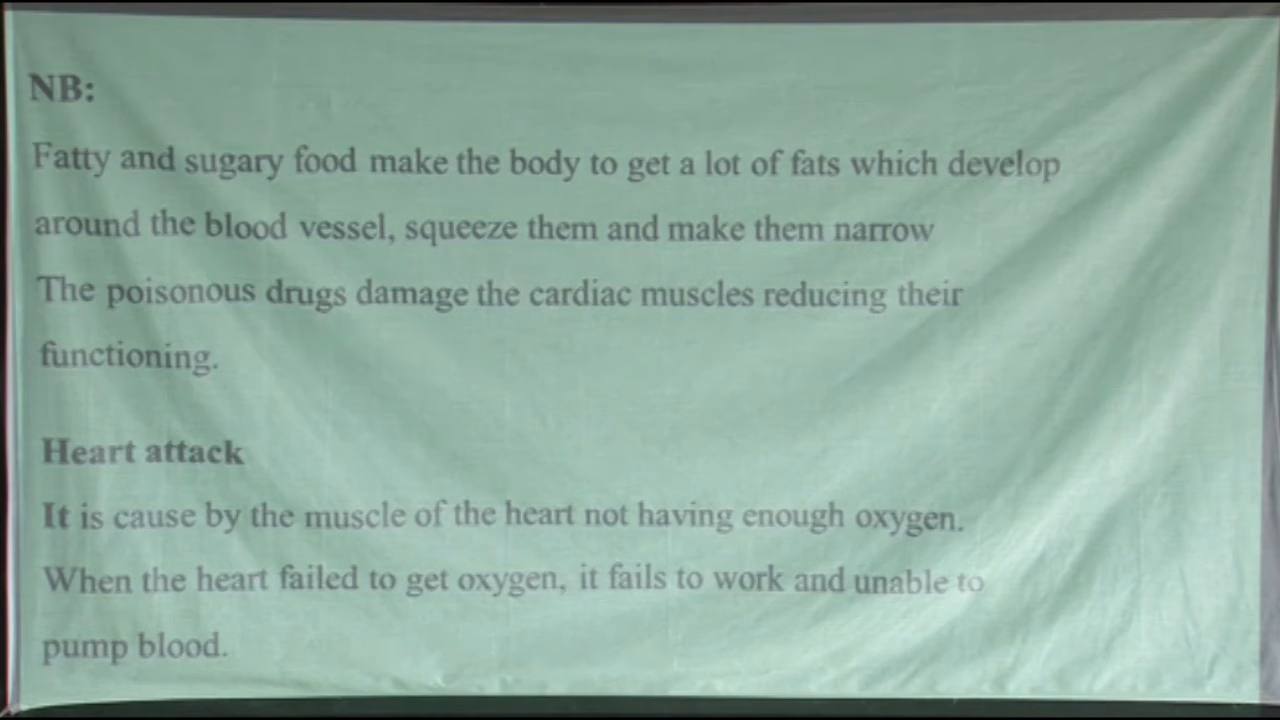 NB:
Fatty and sugary food make the body to get a lot of fats which develop
around the blood vessel, squeeze them and make them narrow
The poisonous drugs damage the cardiac muscles reducing their
functioning.
Heart attack
It is cause by the muscle of the heart not having enough oxygen.
When the heart failed to get oxygen, it fails to work and unable to
pump blood.